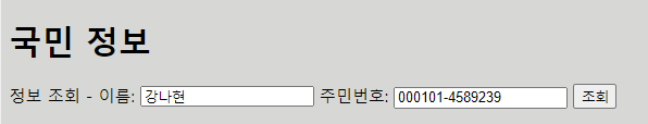 국민 정보
정보 조회 - 이름: 강나현 주민번호: 000101-4589239 조회